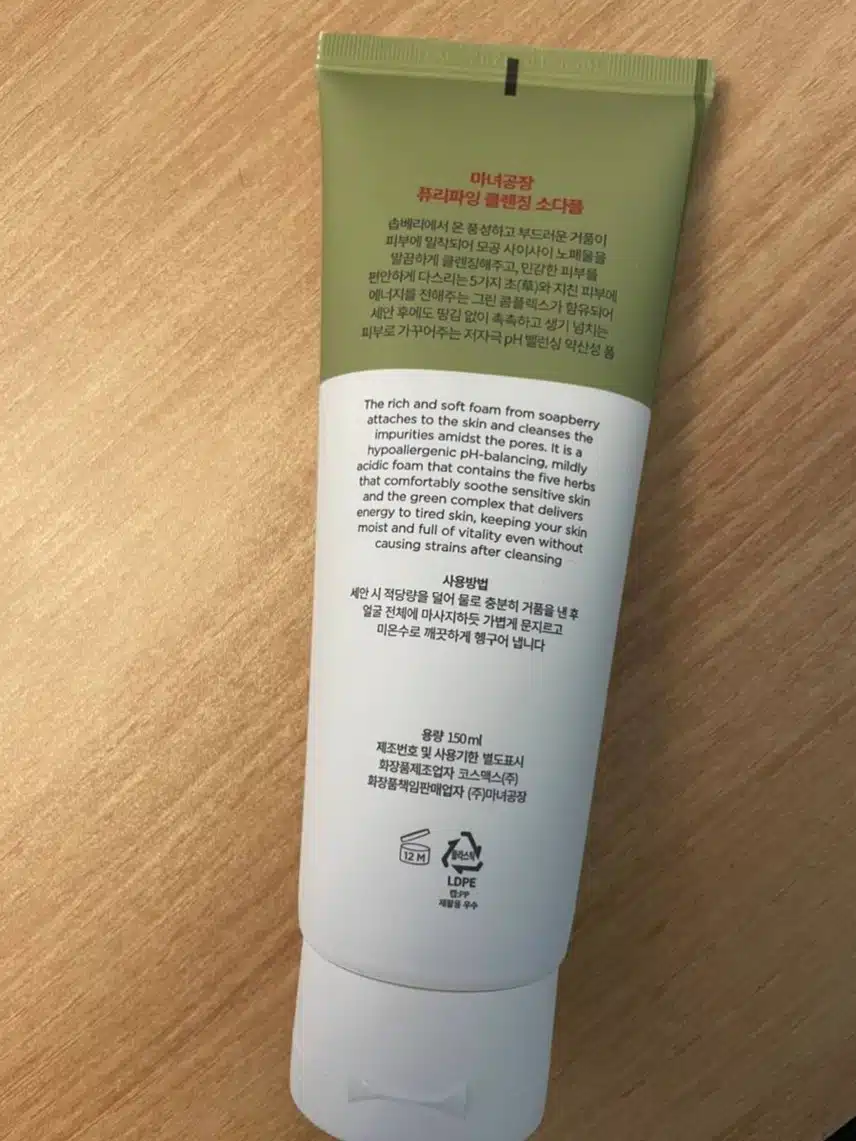 마녀공장
퓨리파잉 클렌징 소다폼
솝베리에서 온 풍성하고 부드러운 거품이
피부에 밀착되어 모공 사이사이 노폐물을
말끔하게 클렌징해주고, 민감한 피부를
편안하게 다스리는 5가지 초(草)와 지친 피부에
에너지를 전해주는 그린 콤플렉스가 함유되어
세안 후에도 땅김 없이 촉촉하고 생기 넘치는
피부로 가꾸어주는 저자극 pH 밸런싱 약산성 폼
The rich and soft foam from soapberry
attaches to the skin and cleanses the
impurities amidst the pores. It is a
hypoallergenic pH-balancing, mildly
acidic foam that contains the five herbs
that comfortably soothe sensitive skin
and the green complex that delivers
energy to tired skin, keeping your skin
moist and full of vitality even without
causing strains after cleansing
사용방법
세안 시 적당량을 덜어 물로 충분히 거품을 낸 후
얼굴 전체에 마사지하듯 가볍게 문지르고
미온수로 깨끗하게 헹구어 냅니다
용량 150ml
제조번호 및 사용기한 별도표시
화장품제조업자 코스맥스(주)
화장품책임판매업자 (주)마녀공장
12 M
플라스틱
LDPE
캡:PP
재활용 우수